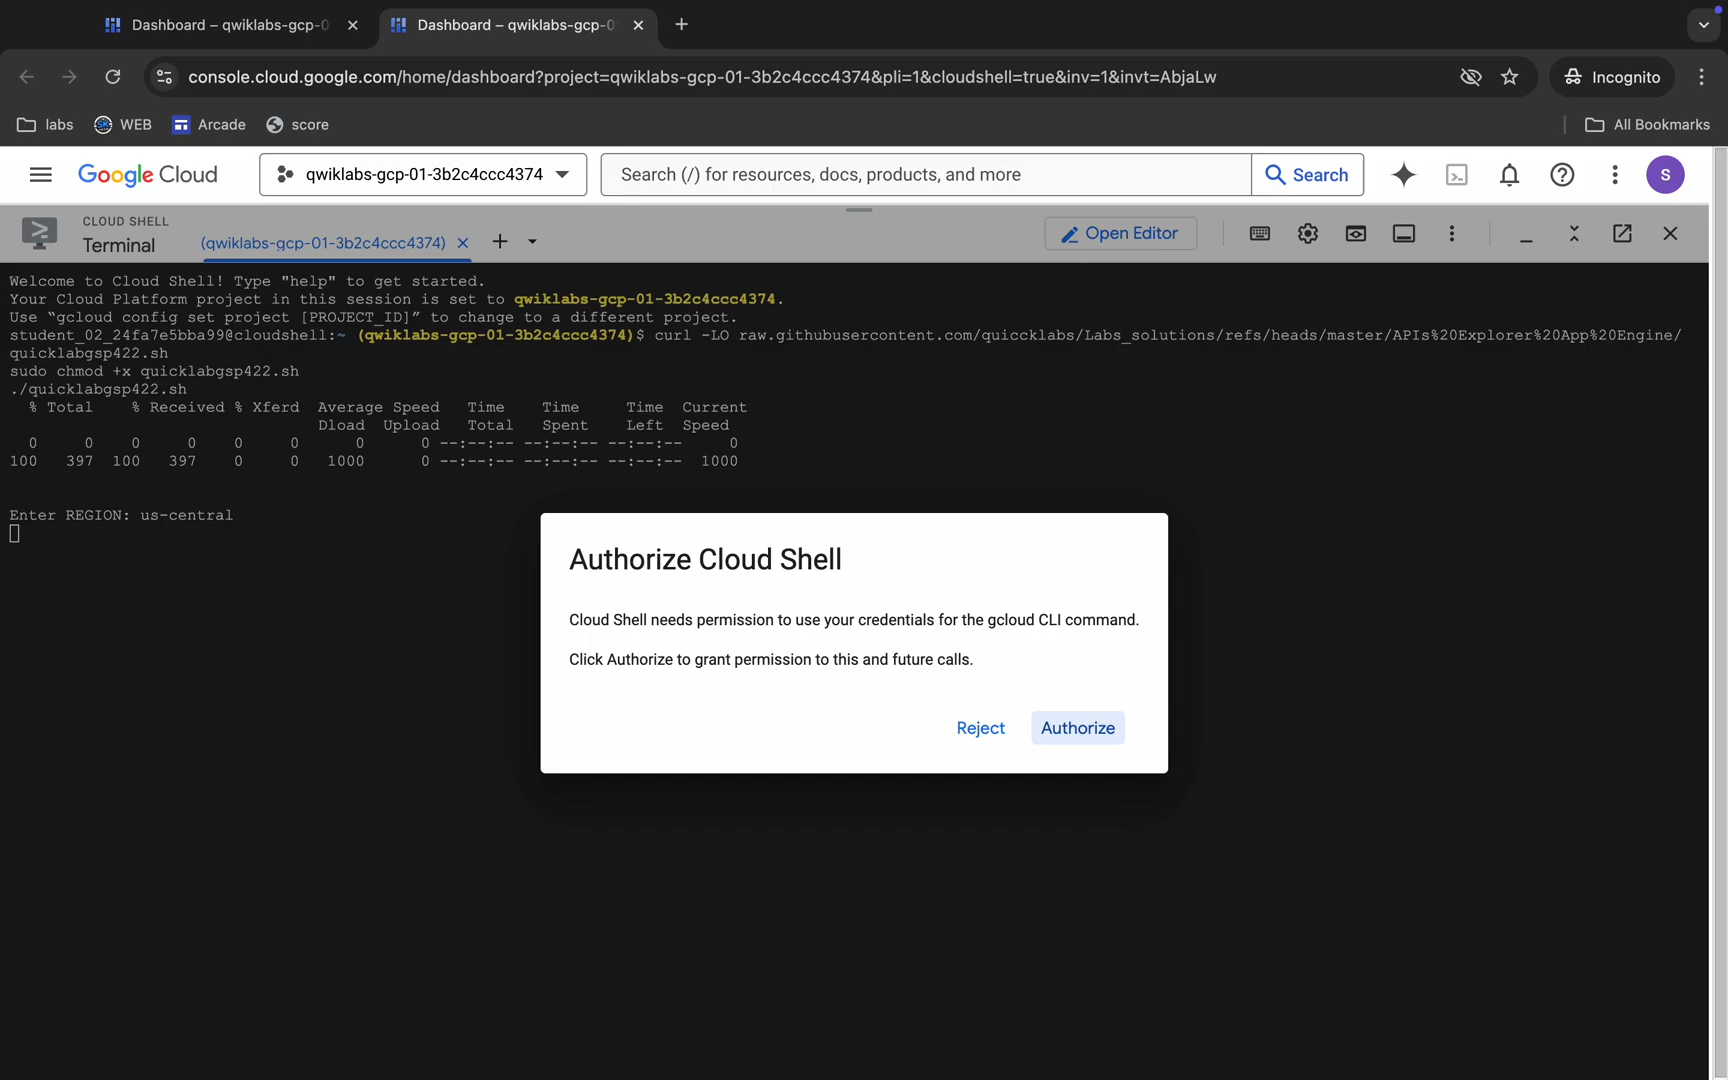 Dashboard – qwiklabs-gcp-0
Dashboard – qwiklabs-gcp-0
console.cloud.google.com/home/dashboard?project=qwiklabs-gcp-01-3b2c4ccc4374&pli=1&cloudshell=true&inv=1&invt=AbjaLw
Incognito
labs
WEB
Arcade
score
All Bookmarks
Google Cloud
qwiklabs-gcp-01-3b2c4ccc4374
Search (/) for resources, docs, products, and more
Search
S
CLOUD SHELL
Terminal
(qwiklabs-gcp-01-3b2c4ccc4374)
Open Editor
Welcome to Cloud Shell! Type "help" to get started.
Your Cloud Platform project in this session is set to qwiklabs-gcp-01-3b2c4ccc4374.
Use “gcloud config set project [PROJECT_ID]” to change to a different project.
student_02_24fa7e5bba99@cloudshell:~ (qwiklabs-gcp-01-3b2c4ccc4374)$ curl -LO raw.githubusercontent.com/quiccklabs/Labs_solutions/refs/heads/master/APIs%20Explorer%20App%20Engine/
quicklabgsp422.sh
sudo chmod +x quicklabgsp422.sh
./quicklabgsp422.sh
% Total % Received % Xferd Average Speed Time Time Time Current
Dload Upload Total Spent Left Speed
0 0 0 0 0 0 0 0 --:--:-- --:--:-- --:--:-- 0
100 397 100 397 0 0 1000 0 --:--:-- --:--:-- --:--:-- 1000
Enter REGION: us-central
Authorize Cloud Shell
Cloud Shell needs permission to use your credentials for the gcloud CLI command.
Click Authorize to grant permission to this and future calls.
Reject
Authorize